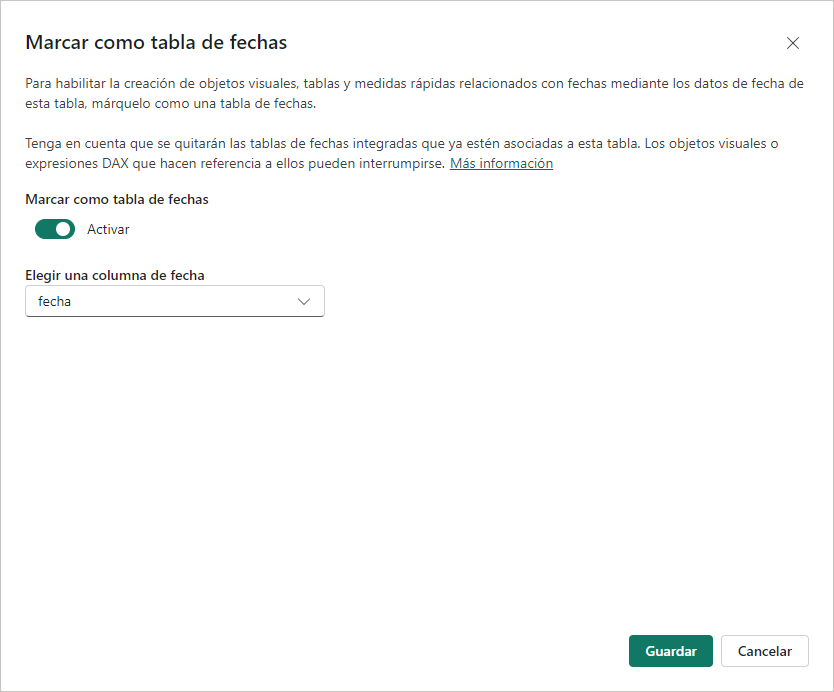 Marcar como tabla de fechas
Para habilitar la creación de objetos visuales, tablas y medidas rápidas relacionados con fechas mediante los datos de fecha de
esta tabla, márquelo como una tabla de fechas.
Tenga en cuenta que se quitarán las tablas de fechas integradas que ya estén asociadas a esta tabla. Los objetos visuales o
expresiones DAX que hacen referencia a ellos pueden interrumpirse. Más información
Marcar como tabla de fechas
Activar
Elegir una columna de fecha
fecha
Guardar Cancelar